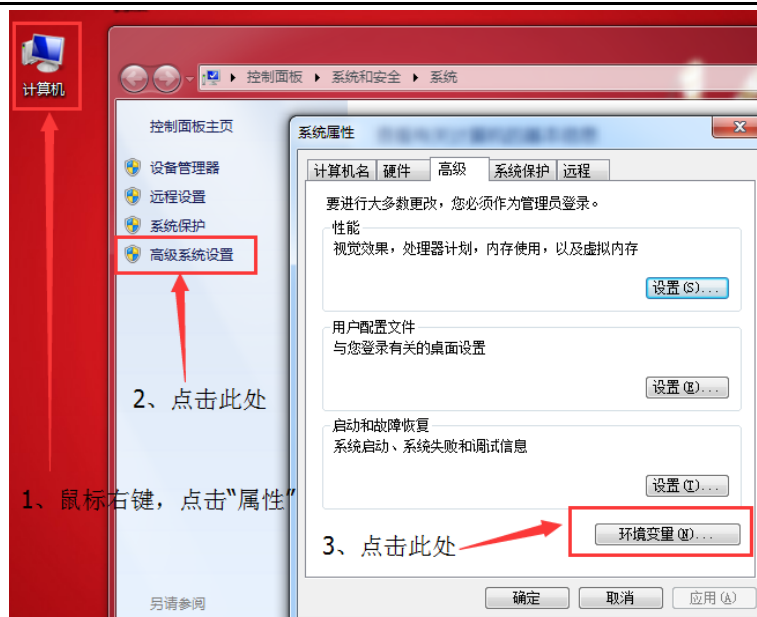 计算机
控制面板 系统和安全 系统
控制面板主页
设备管理器
远程设置
系统保护
高级系统设置
2、点击此处
1、鼠标右键，点击“属性”
另请参阅
系统属性
计算机名 硬件 高级 系统保护 远程
要进行大多数更改，您必须作为管理员登录。
性能
视觉效果，处理器计划，内存使用，以及虚拟内存
设置(S)...
用户配置文件
与您登录有关的桌面设置
设置(E)...
启动和故障恢复
系统启动、系统失败和调试信息
设置(T)...
3、点击此处
环境变量(N)...
确定 取消 应用(A)